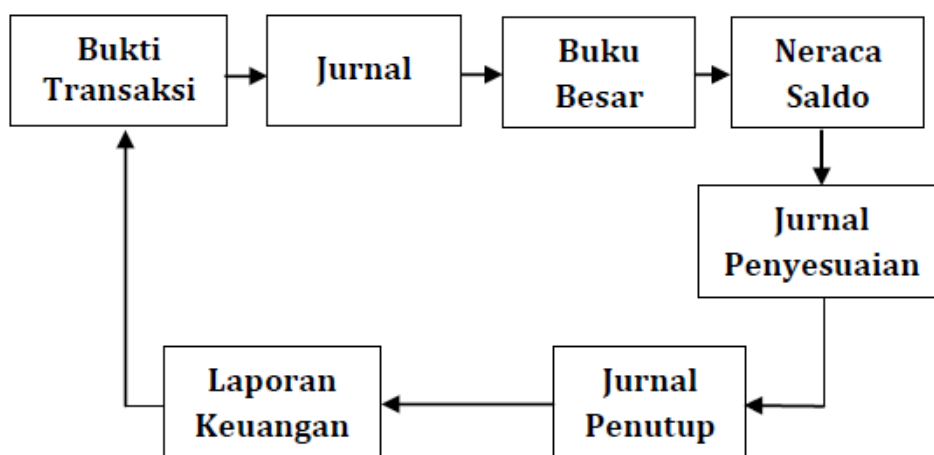 Bukti
Transaksi
Jurnal
Buku
Besar
Neraca
Saldo
Jurnal
Penyesuaian
Jurnal
Penutup
Laporan
Keuangan